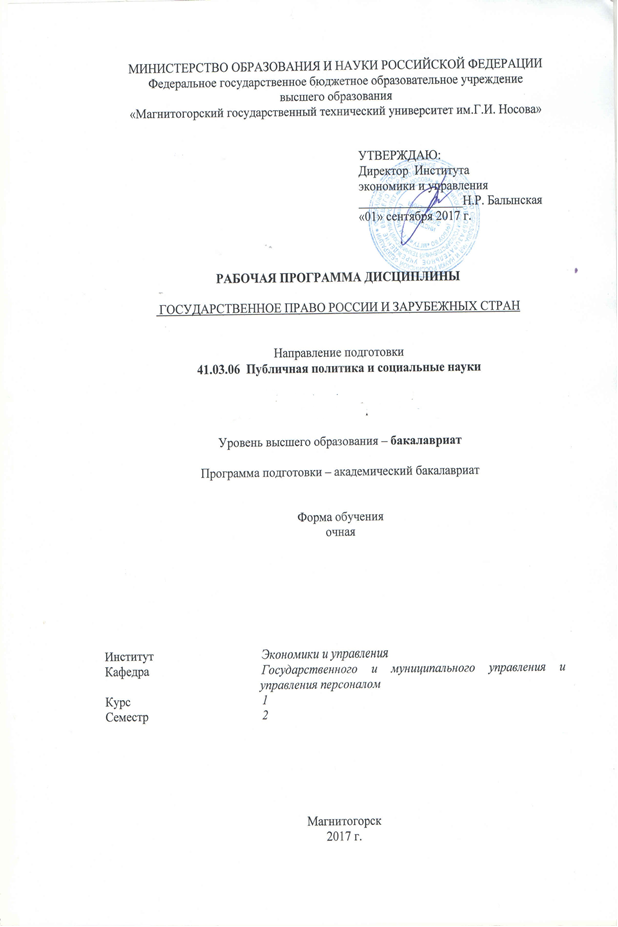 МИНИСТЕРСТВО ОБРАЗОВАНИЯ И НАУКИ РОССИЙСКОЙ ФЕДЕРАЦИИ
Федеральное государственное бюджетное образовательное учреждение
высшего образования
«Магнитогорский государственный технический университет им.Г.И. Носова»
УТВЕРЖДАЮ:
Директор Института
экономики и управления
Н.Р. Балынская
«01» сентября 2017 г.
РАБОЧАЯ ПРОГРАММА ДИСЦИПЛИНЫ
ГОСУДАРСТВЕННОЕ ПРАВО РОССИИ И ЗАРУБЕЖНЫХ СТРАН
Направление подготовки
41.03.06 Публичная политика и социальные науки
Уровень высшего образования – бакалавриат
Программа подготовки – академический бакалавриат
Форма обучения
очная
Институт Экономики и управления
Кафедра Государственного и муниципального управления и
управления персоналом
Курс 1
Семестр 2
Магнитогорск
2017 г.